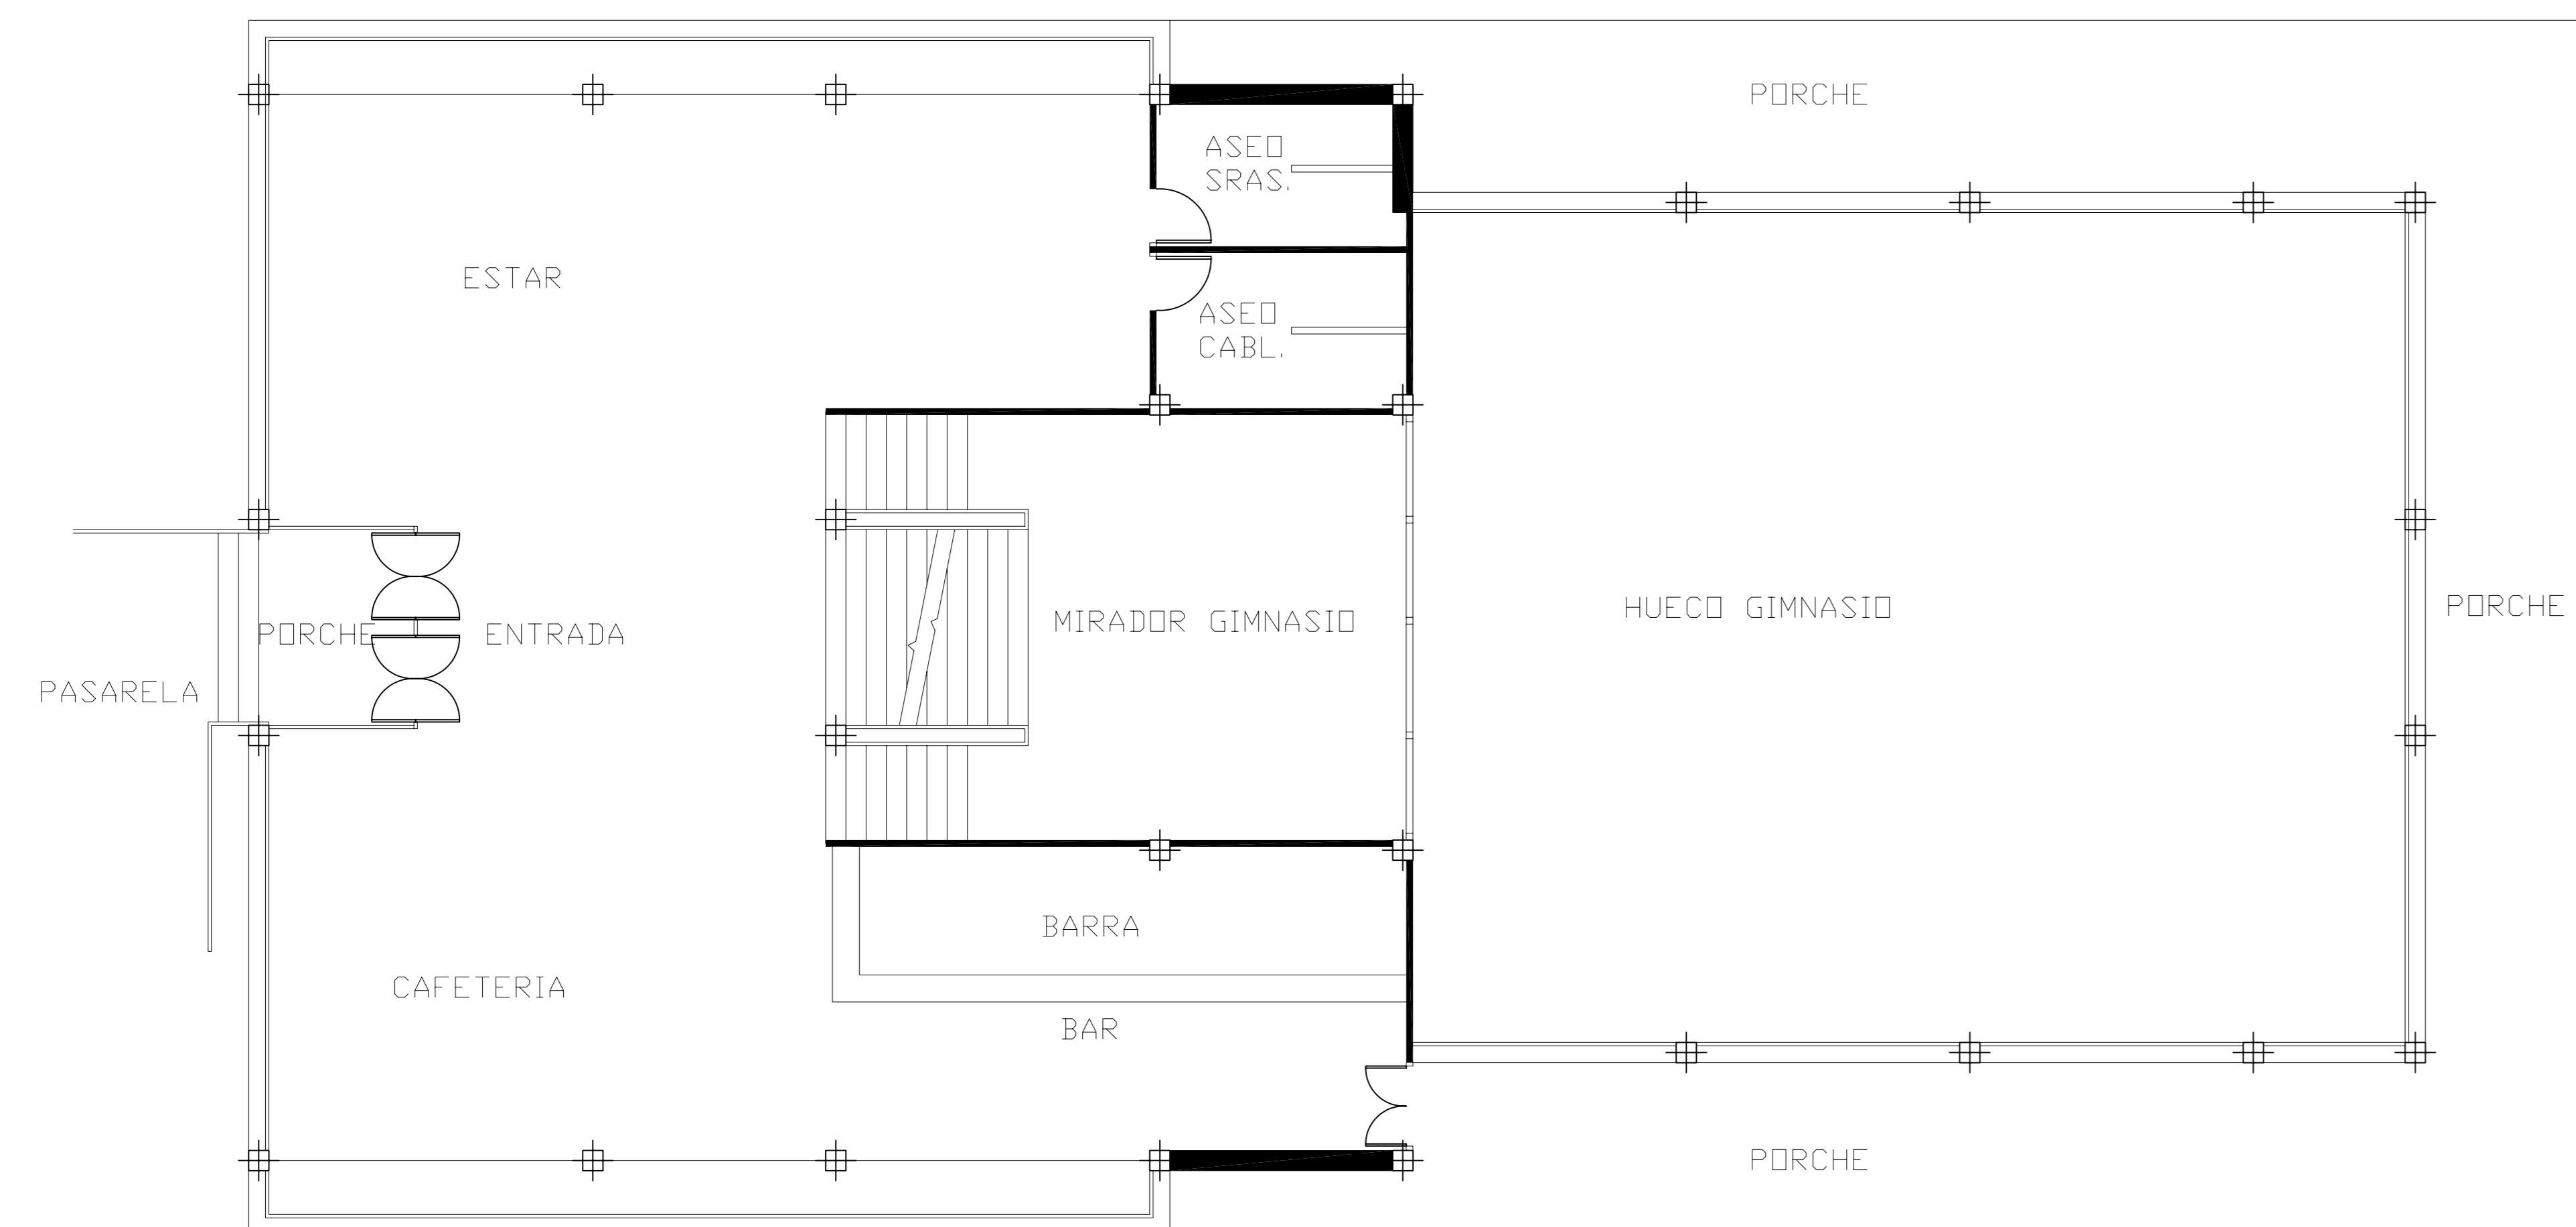 PORCHE
ASEO
SRAS.
ESTAR
ASEO
CABL.
MIRADOR GIMNASIO
HUECO GIMNASIO
PORCHE
PORCHE
ENTRADA
PASARELA
BARRA
CAFETERIA
BAR
PORCHE